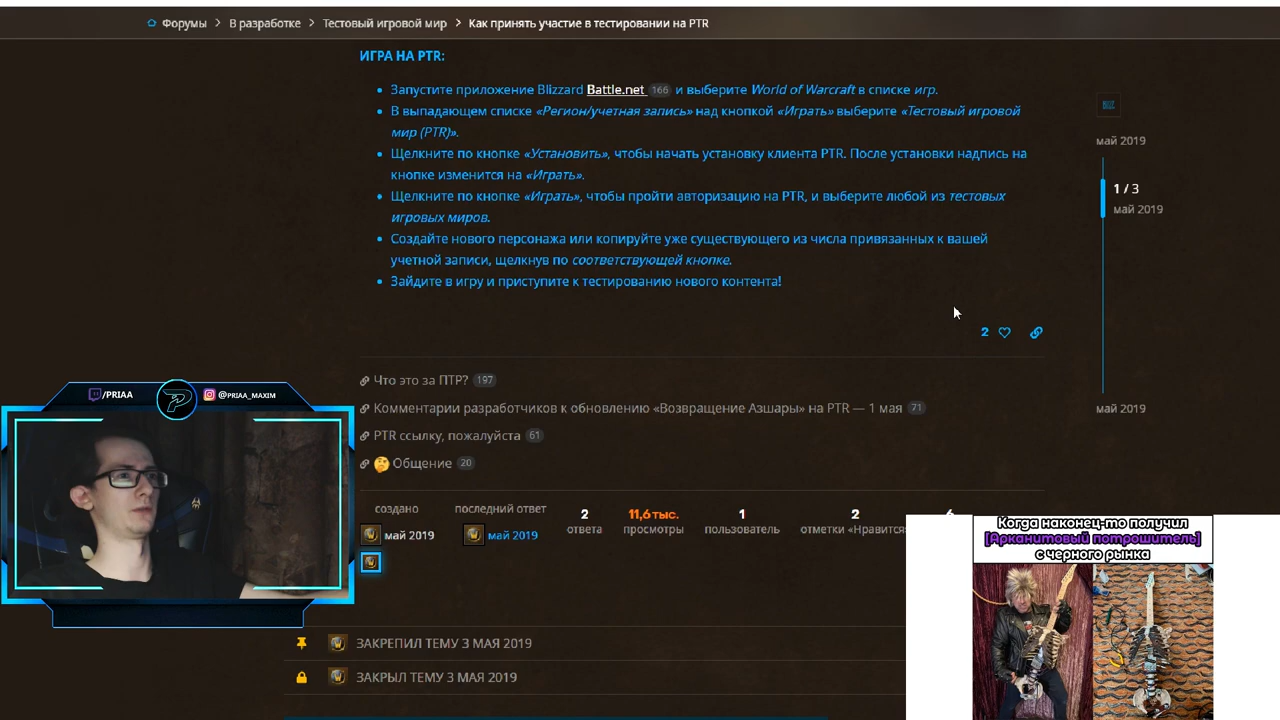 Форумы > В разработке > Тестовый игровой мир > Как принять участие в тестировании на PTR
ИГРА НА PTR:
• Запустите приложение Blizzard Battle.net 166 и выберите World of Warcraft в списке игр.
• В выпадающем списке «Регион/учетная запись» над кнопкой «Играть» выберите «Тестовый игровой
мир (PTR)».
• Щелкните по кнопке «Установить», чтобы начать установку клиента PTR. После установки надпись на
кнопке изменится на «Играть».
• Щелкните по кнопке «Играть», чтобы пройти авторизацию на PTR, и выберите любой из тестовых
игровых миров.
• Создайте нового персонажа или копируйте уже существующего из числа привязанных к вашей
учетной записи, щелкнув по соответствующей кнопке.
• Зайдите в игру и приступите к тестированию нового контента!
2
май 2019
1 / 3
май 2019
май 2019
Что это за ПТР? 197
Комментарии разработчиков к обновлению «Возвращение Азшары» на PTR — 1 мая 71
PTR ссылку, пожалуйста 61
Общение 20
/PRIAA
@PRIAA_MAXIM
создано
май 2019
последний ответ
май 2019
2
ответа
11,6 тыс.
просмотры
1
пользователь
2
отметки «Нравится
ЗАКРЕПИЛ ТЕМУ 3 МАЯ 2019
ЗАКРЫЛ ТЕМУ 3 МАЯ 2019
Когда наконец-то получил
[Арканитовый потрошитель]
с черного рынка